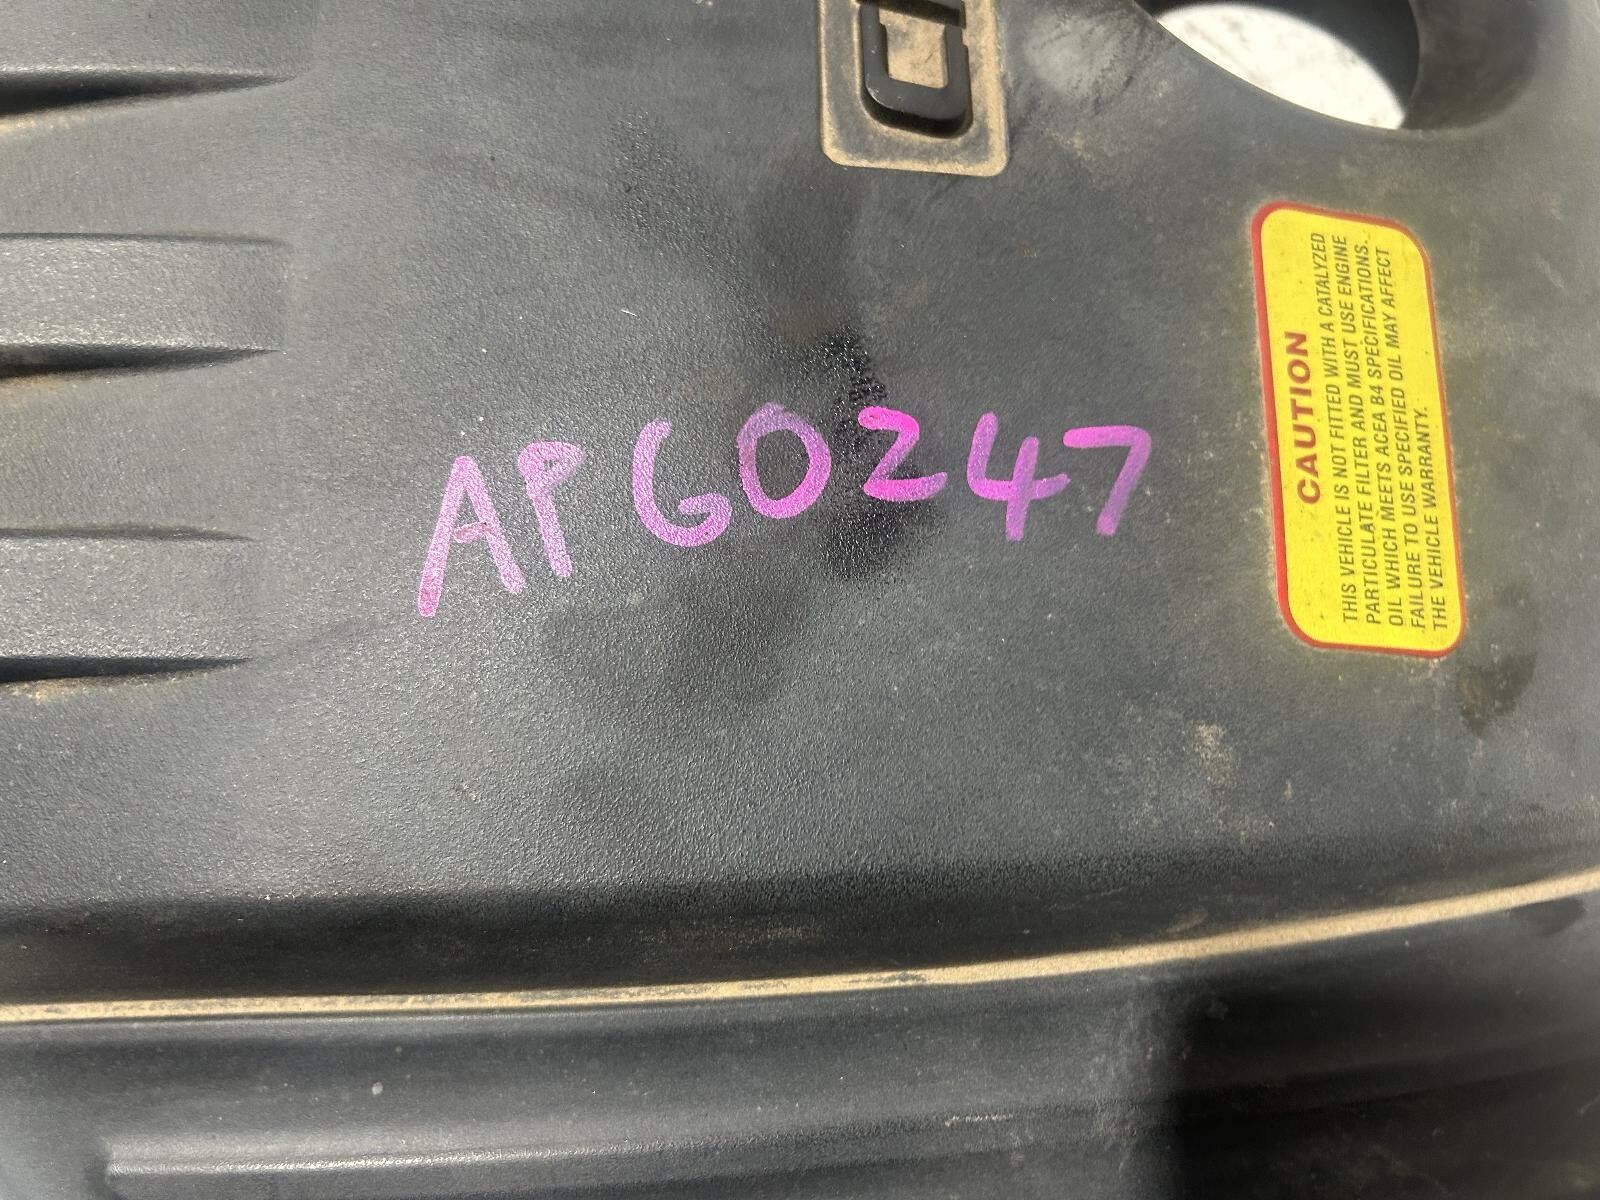 AP60247
CAUTION
THIS VEHICLE IS NOT FITTED WITH A CATALYZED
PARTICULATE FILTER AND MUST USE ENGINE
OIL WHICH MEETS ACEA B4 SPECIFICATIONS.
FAILURE TO USE SPECIFIED OIL MAY AFFECT
THE VEHICLE WARRANTY.